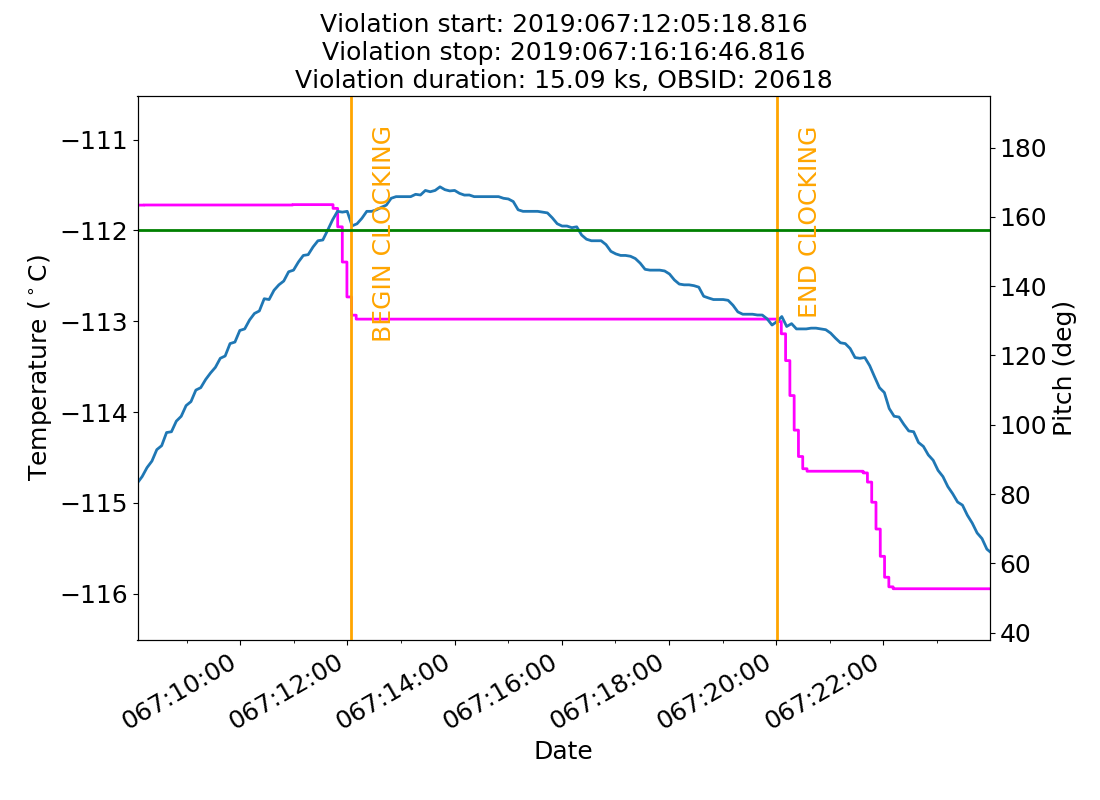 Violation start: 2019:067:12:05:18.816
Violation stop: 2019:067:16:16:46.816
Violation duration: 15.09 ks, OBSID: 20618
−111
−112
−113
−114
−115
−116
Temperature (°C)
BEGIN CLOCKING
END CLOCKING
180
160
140
120
100
80
60
40
Pitch (deg)
067:10:00
067:12:00
067:14:00
067:16:00
067:18:00
067:20:00
067:22:00
Date